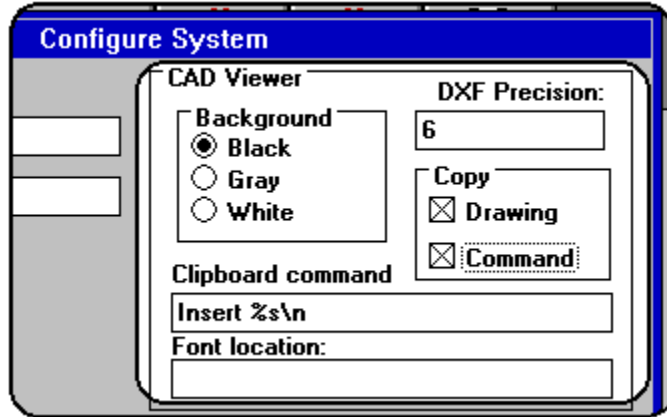 Configure System
CAD Viewer
DXF Precision:
Background
6
Black
Gray
White
Copy
Drawing
Command
Clipboard command
Insert %s\n
Font location: